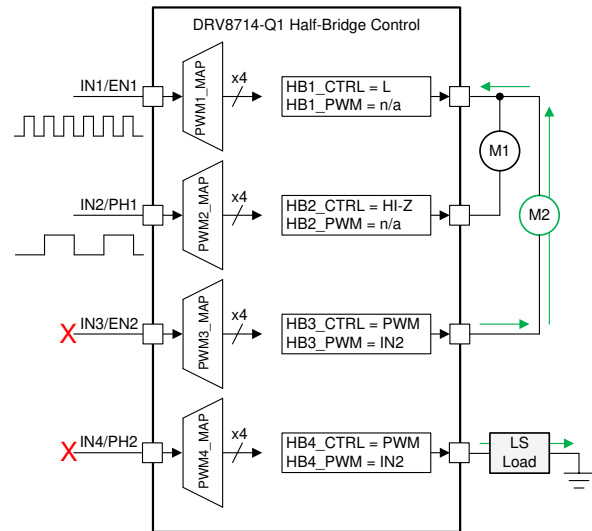 DRV8714-Q1 Half-Bridge Control
IN1/EN1
PWM1_MAP
x4
HB1_CTRL = L
HB1_PWM = n/a
M1
IN2/PH1
PWM2_MAP
x4
HB2_CTRL = HI-Z
HB2_PWM = n/a
M2
X
IN3/EN2
PWM3_MAP
x4
HB3_CTRL = PWM
HB3_PWM = IN2
X
IN4/PH2
PWM4_MAP
x4
HB4_CTRL = PWM
HB4_PWM = IN2
LS
Load